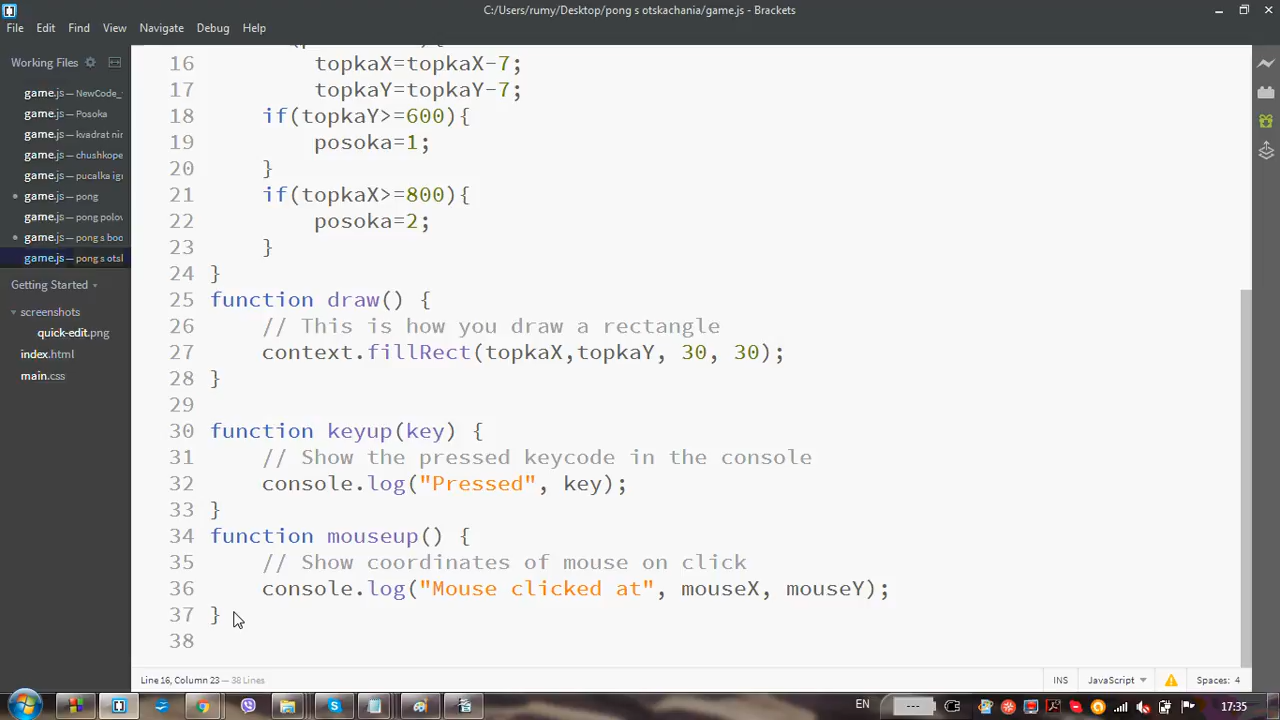 C:/Users/rumy/Desktop/pong s otskachania/game.js - Brackets
File Edit Find View Navigate Debug Help
Working Files
game.js — NewCode_
game.js — Posoka
game.js — kvadrat nir
game.js — chushkope
game.js — pucalka ig
game.js — pong
game.js — pong polov
game.js — pong s boo
game.js — pong s otsl
Getting Started
screenshots
quick-edit.png
index.html
main.css
16 topkaX=topkaX-7;
17 topkaY=topkaY-7;
18 if(topkaY>=600){
19 posoka=1;
20 }
21 if(topkaX>=800){
22 posoka=2;
23 }
24 }
25 function draw() {
26 // This is how you draw a rectangle
27 context.fillRect(topkaX,topkaY, 30, 30);
28 }
29
30 function keyup(key) {
31 // Show the pressed keycode in the console
32 console.log("Pressed", key);
33 }
34 function mouseup() {
35 // Show coordinates of mouse on click
36 console.log("Mouse clicked at", mouseX, mouseY);
37 }
38
Line 16, Column 23 — 38 Lines
INS JavaScript Spaces: 4
EN 17:35